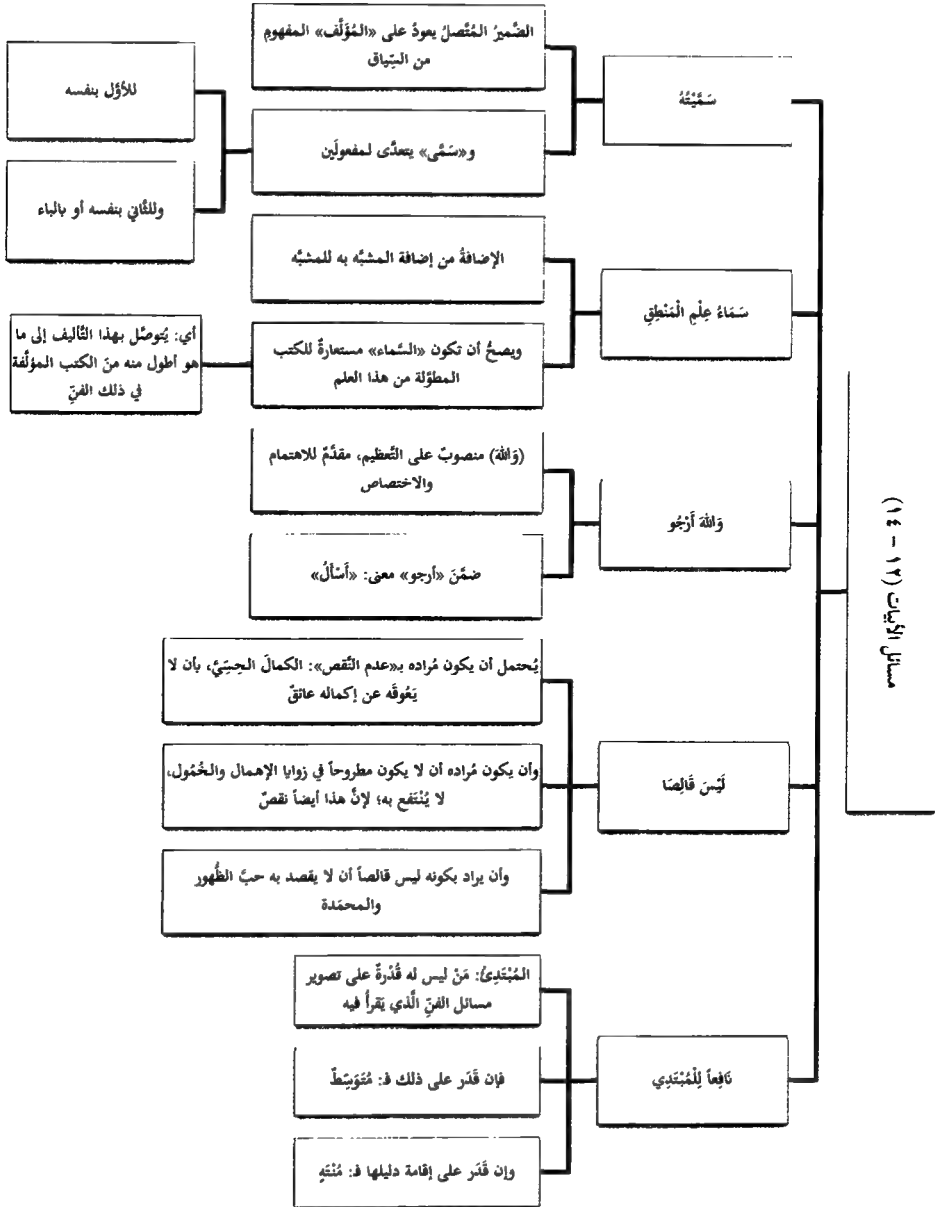 مسائل الأبيات (١٢ – ١٤)
سَمَّيْتُهُ
الضَّميرُ المُتَّصلُ يعودُ على «المُؤَلَّف» المفهومِ
من السِّياق
و«سَمَّى» يتعدَّى لمفعولَين
للأوَّل بنفسه
وللثَّاني بنفسه أو بالباء
سَمَاءُ عِلْمِ الْمَنْطِقِ
الإضافةُ من إضافة المشبَّه به للمشبَّه
ويصحُّ أن تكون «السَّماء» مستعارةً للكتب
المطوَّلة من هذا العلم
أي: يُتوصَّل بهذا التَّأليف إلى ما
هو أطول منه منَ الكتب المؤلَّفة
في ذلك الفنِّ
وَاللهَ أَرْجُو
(وَاللهَ) منصوبٌ على التَّعظيم، مقدَّمٌ للاهتمام
والاختصاص
ضمَّنَ «أرجو» معنى: «أَسْأَلُ»
لَيْسَ قَالِصَا
يُحتمل أن يكون مُراده بـ«عدم النَّقص»: الكمالَ الحِسِيَّ، بأن لا
يَعُوقَه عن إكماله عائقٌ
وأن يكون مُراده أن لا يكون مطروحاً في زوايا الإهمال والخُمُول،
لا يُنْتَفع به؛ لإنَّ هذا أيضاً نقصٌ
وأن يراد بكونه ليس قالصاً أن لا يقصد به حبَّ الظُّهور
والمحمَدة
نَافِعاً لِلْمُبْتَدِي
المُبْتَدِئُ: مَنْ ليس له قُدْرةٌ على تصوير
مسائل الفنِّ الَّذي يَقرأُ فيه
فإن قَدَر على ذلك فـ: مُتَوَسِّطٌ
وإن قَدَر على إقامة دليلها فـ: مُنْتَهٍ